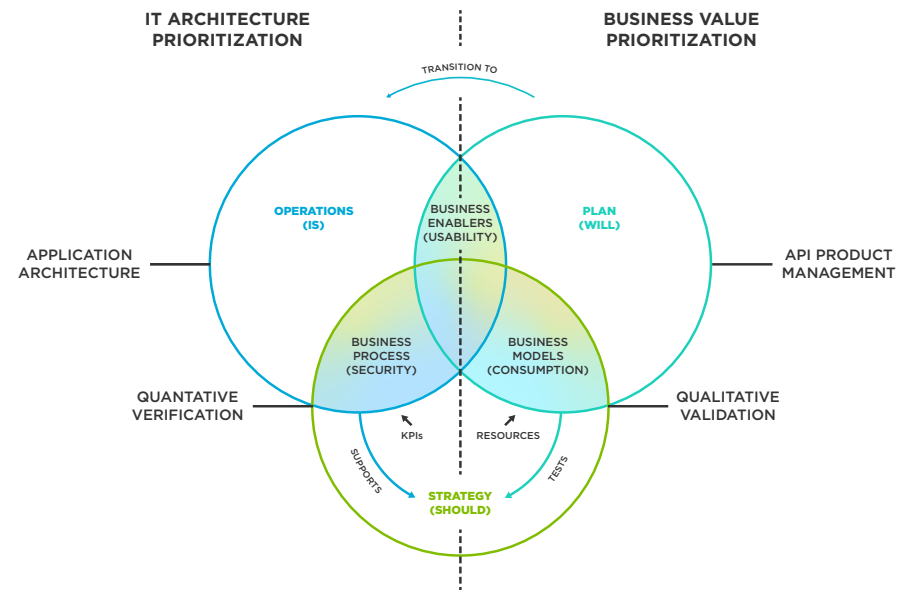 IT ARCHITECTURE
PRIORITIZATION
BUSINESS VALUE
PRIORITIZATION
TRANSITION TO
OPERATIONS
(IS)
BUSINESS
ENABLERS
(USABILITY)
PLAN
(WILL)
APPLICATION
ARCHITECTURE
API PRODUCT
MANAGEMENT
BUSINESS
PROCESS
(SECURITY)
BUSINESS
MODELS
(CONSUMPTION)
QUANTATIVE
VERIFICATION
QUALITATIVE
VALIDATION
KPIs
RESOURCES
SUPPORTS
TESTS
STRATEGY
(SHOULD)